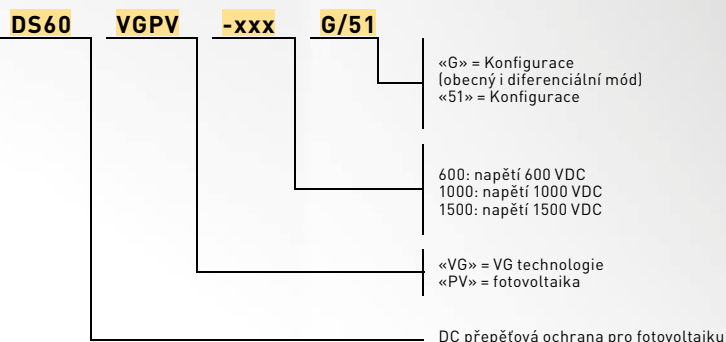 DS60 VGPV -xxx G/51
«G» = Konfigurace
(obecný i diferenciální mód)
«51» = Konfigurace
600: napětí 600 VDC
1000: napětí 1000 VDC
1500: napětí 1500 VDC
«VG» = VG technologie
«PV» = fotovoltaika
DC přepěťová ochrana pro fotovoltaiku